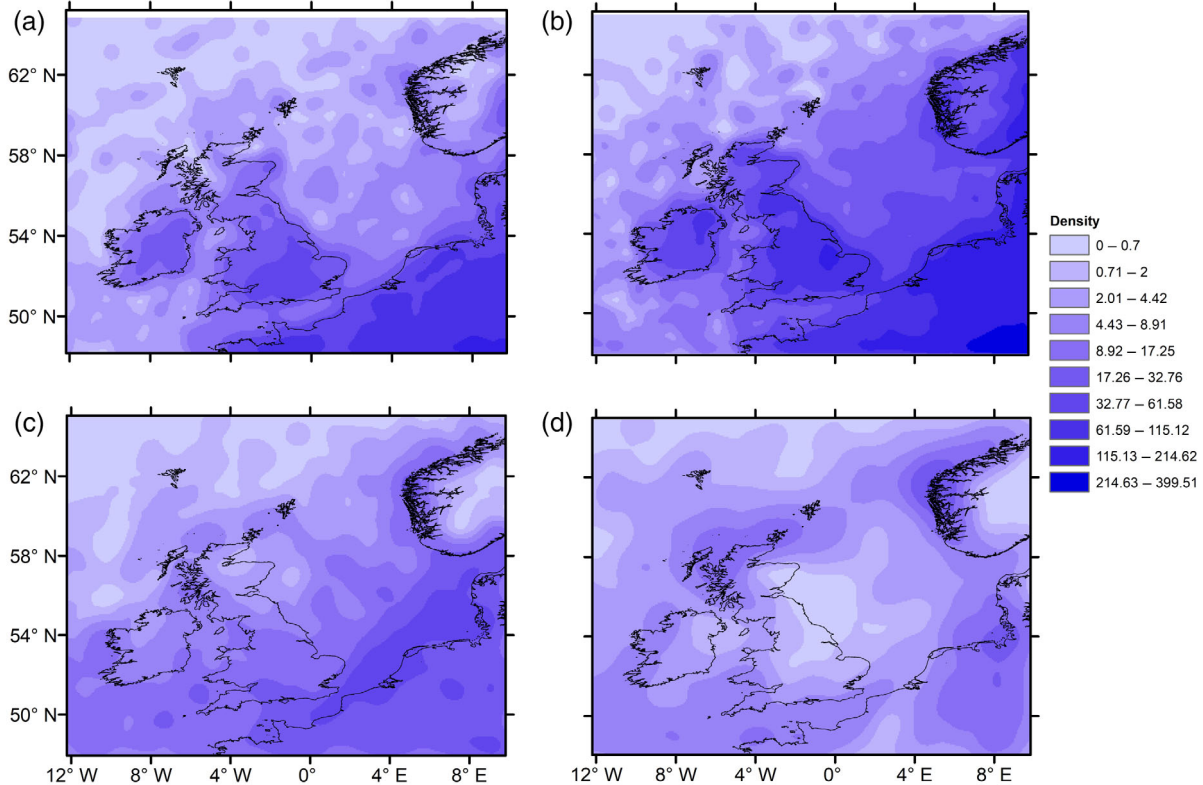 (a)
(b)
62° N
58° N
54° N
50° N
Density
0 – 0.7
0.71 – 2
2.01 – 4.42
4.43 – 8.91
8.92 – 17.25
17.26 – 32.76
32.77 – 61.58
61.59 – 115.12
115.13 – 214.62
214.63 – 399.51
(c)
(d)
62° N
58° N
54° N
50° N
12° W 8° W 4° W 0° 4° E 8° E
12° W 8° W 4° W 0° 4° E 8° E